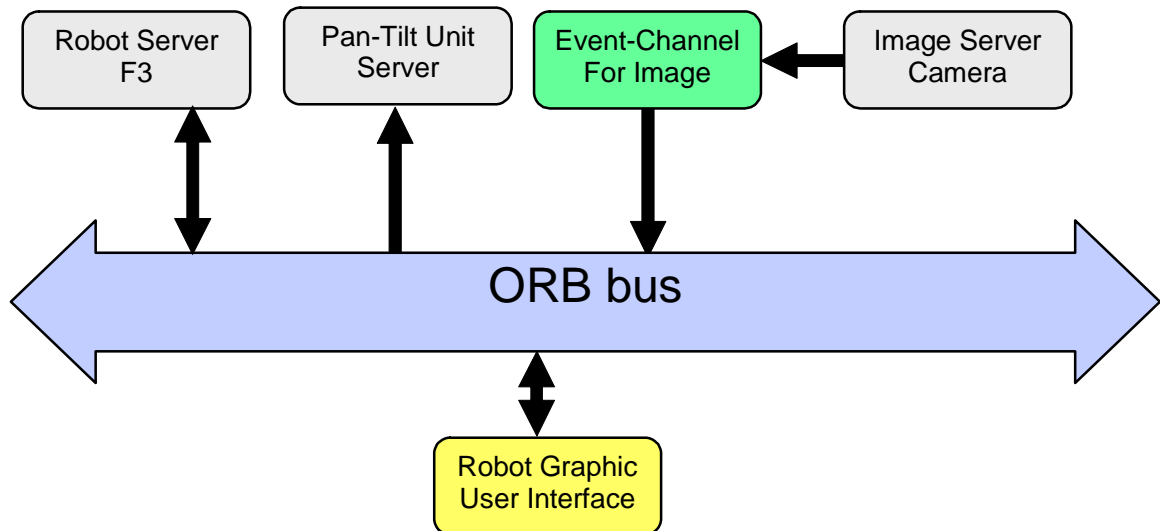 Robot Server
F3
Pan-Tilt Unit
Server
Event-Channel
For Image
Image Server
Camera
ORB bus
Robot Graphic
User Interface